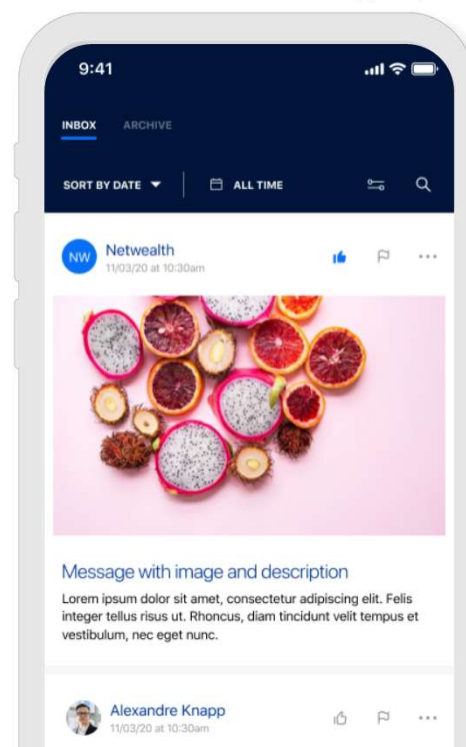 9:41
INBOX ARCHIVE
SORT BY DATE ALL TIME
NW Netwealth
11/03/20 at 10:30am
Message with image and description
Lorem ipsum dolor sit amet, consectetur adipiscing elit. Felis
integer tellus risus ut. Rhoncus, diam tincidunt velit tempus et
vestibulum, nec eget nunc.
Alexandre Knapp
11/03/20 at 10:30am